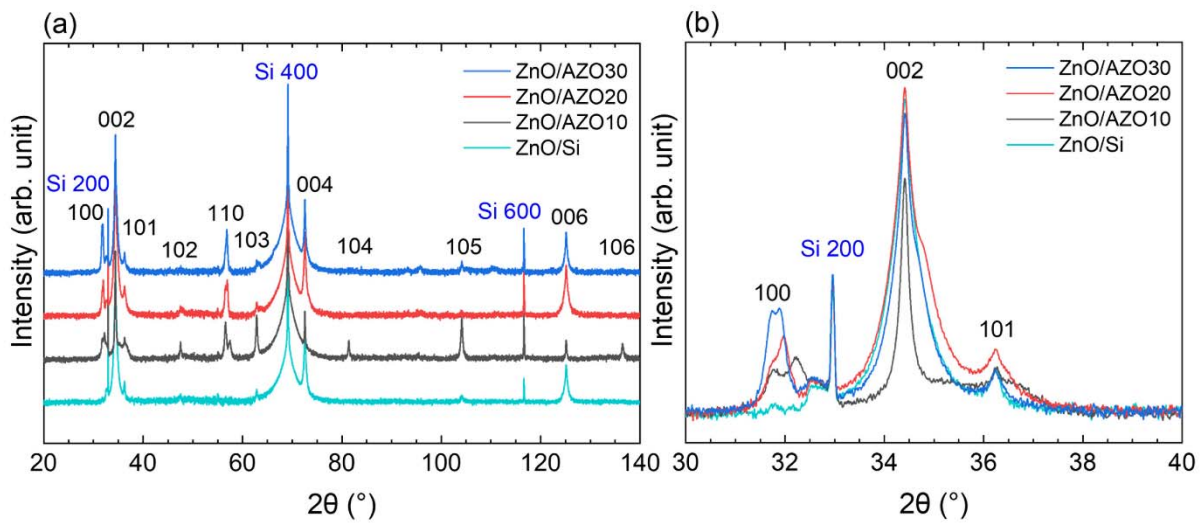 (a)
Intensity (arb. unit)
Si 400
002
Si 200
100
101
102
110
103
004
104
105
Si 600
006
106
ZnO/AZO30
ZnO/AZO20
ZnO/AZO10
ZnO/Si
20 40 60 80 100 120 140
2θ (°)
(b)
Intensity (arb. unit)
002
ZnO/AZO30
ZnO/AZO20
ZnO/AZO10
ZnO/Si
Si 200
100
101
30 32 34 36 38 40
2θ (°)